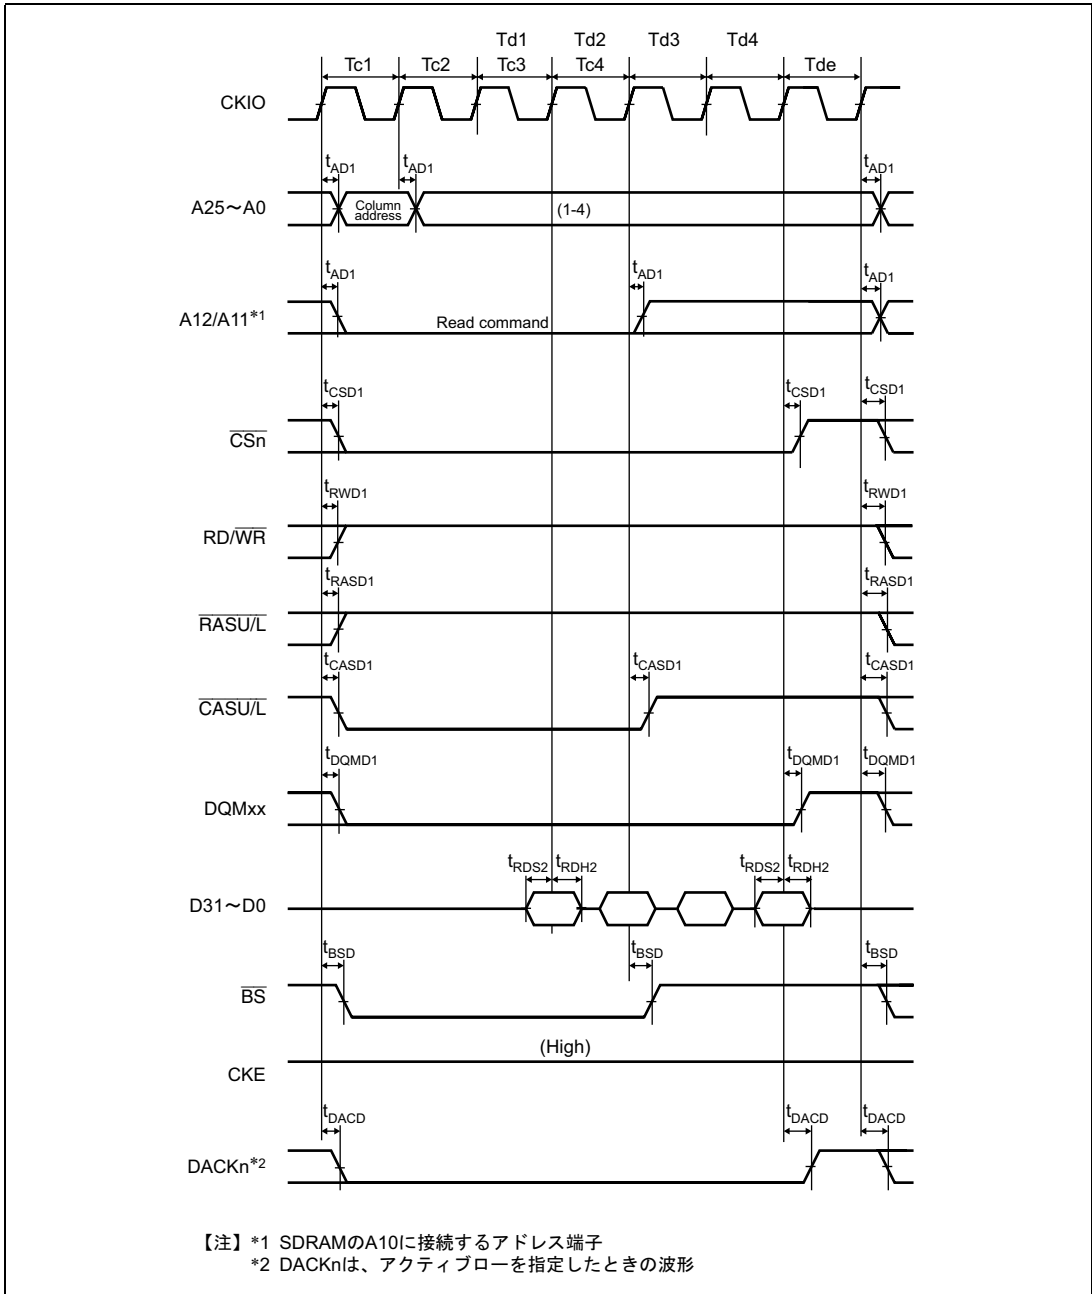 Td1 Td2 Td3 Td4
Tc1 Tc2 Tc3 Tc4 Tde
CKIO
tAD1 tAD1 tAD1
A25～A0 Column address (1-4)
tAD1 tAD1 tAD1
A12/A11*1 Read command
tCSD1 tCSD1 tCSD1
CSn
tRWD1 tRWD1
RD/WR
tRASD1 tRASD1
RASU/L
tCASD1 tCASD1 tCASD1
CASU/L
tDQMD1 tDQMD1 tDQMD1
DQMxx
tRDS2 tRDH2 tRDS2 tRDH2
D31～D0
tBSD tBSD tBSD
BS
(High)
CKE
tDACD tDACD tDACD
DACKn*2
【注】*1 SDRAMのA10に接続するアドレス端子
*2 DACKnは、アクティブローを指定したときの波形